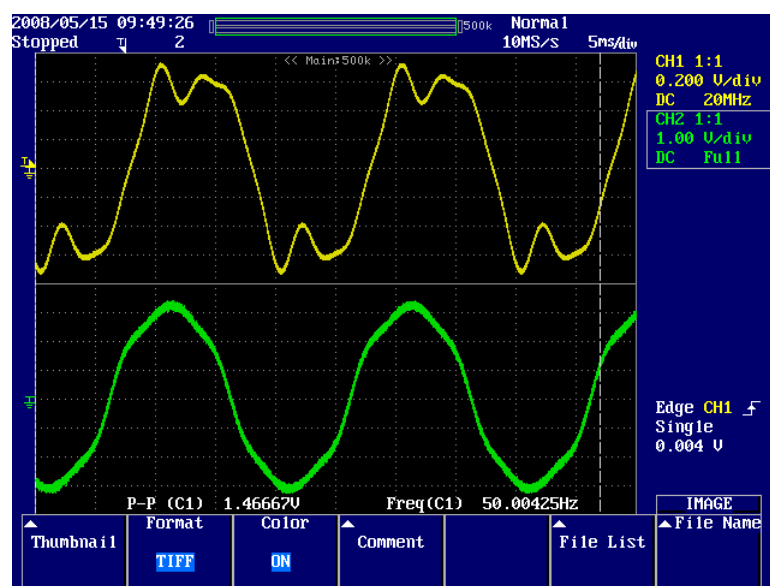 2008/05/15 09:49:26 500k Normal
Stopped 2 10MS/s 5ms/div
<< Main:500k >>
CH1 1:1
0.200 V/div
DC 20MHz
CH2 1:1
1.00 V/div
DC Full
T
Edge CH1
Single
0.004 V
P-P (C1) 1.46667V Freq(C1) 50.00425Hz
IMAGE
Thumbnail
Format
TIFF
Color
ON
Comment
File List
File Name